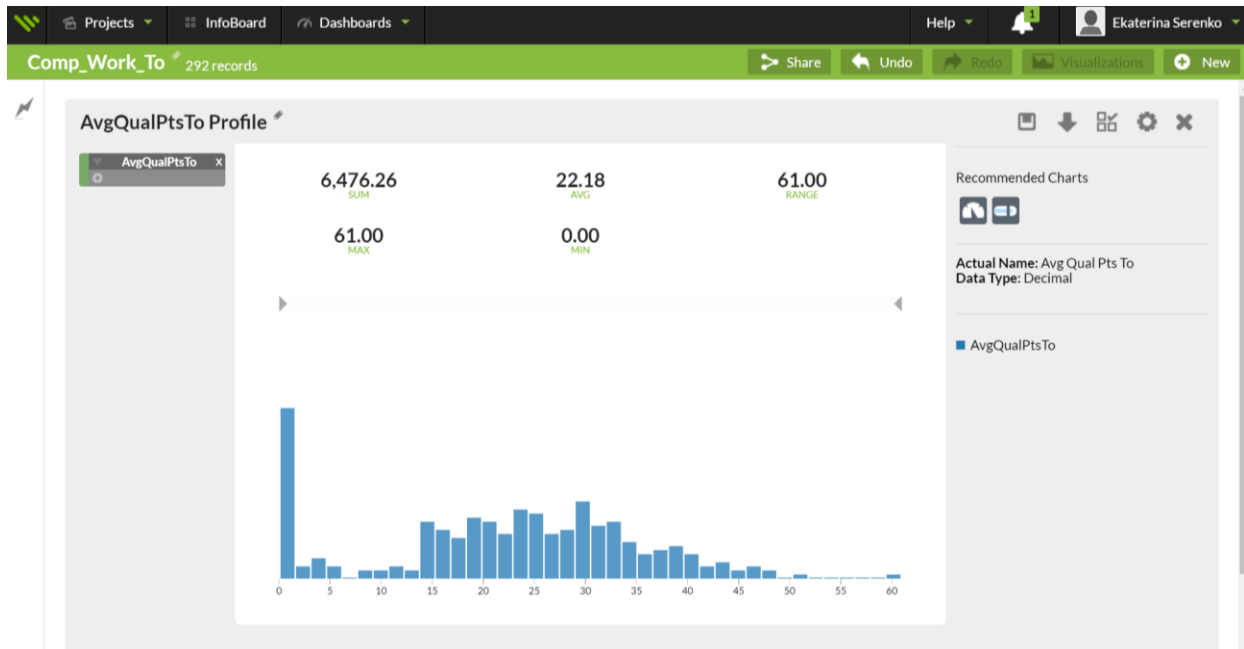 Projects InfoBoard Dashboards Help 1 Ekaterina Serenko
Comp_Work_To 292 records Share Undo Redo Visualizations New
AvgQualPtsTo Profile
AvgQualPtsTo x
6,476.26 22.18 61.00
SUM AVG RANGE
61.00 0.00
MAX MIN
Recommended Charts
Actual Name: Avg Qual Pts To
Data Type: Decimal
AvgQualPtsTo
0 5 10 15 20 25 30 35 40 45 50 55 60